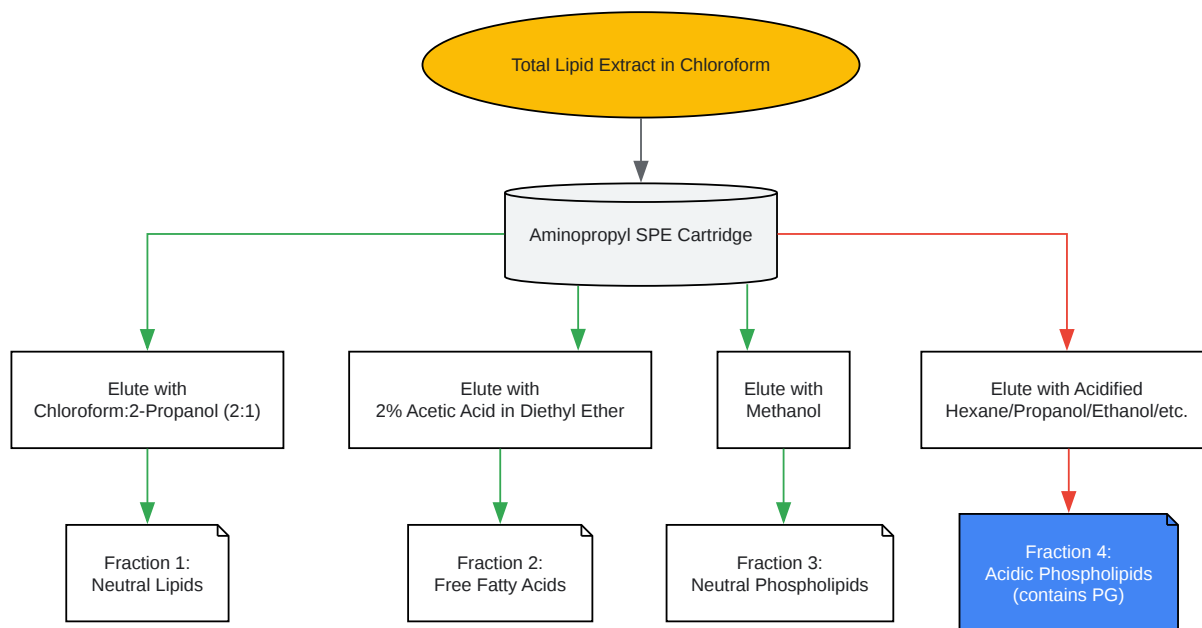 Total Lipid Extract in Chloroform
Aminopropyl SPE Cartridge
Elute with
Chloroform:2-Propanol (2:1)
Elute with
2% Acetic Acid in Diethyl Ether
Elute with
Methanol
Elute with Acidified
Hexane/Propanol/Ethanol/etc.
Fraction 1:
Neutral Lipids
Fraction 2:
Free Fatty Acids
Fraction 3:
Neutral Phospholipids
Fraction 4:
Acidic Phospholipids
(contains PG)